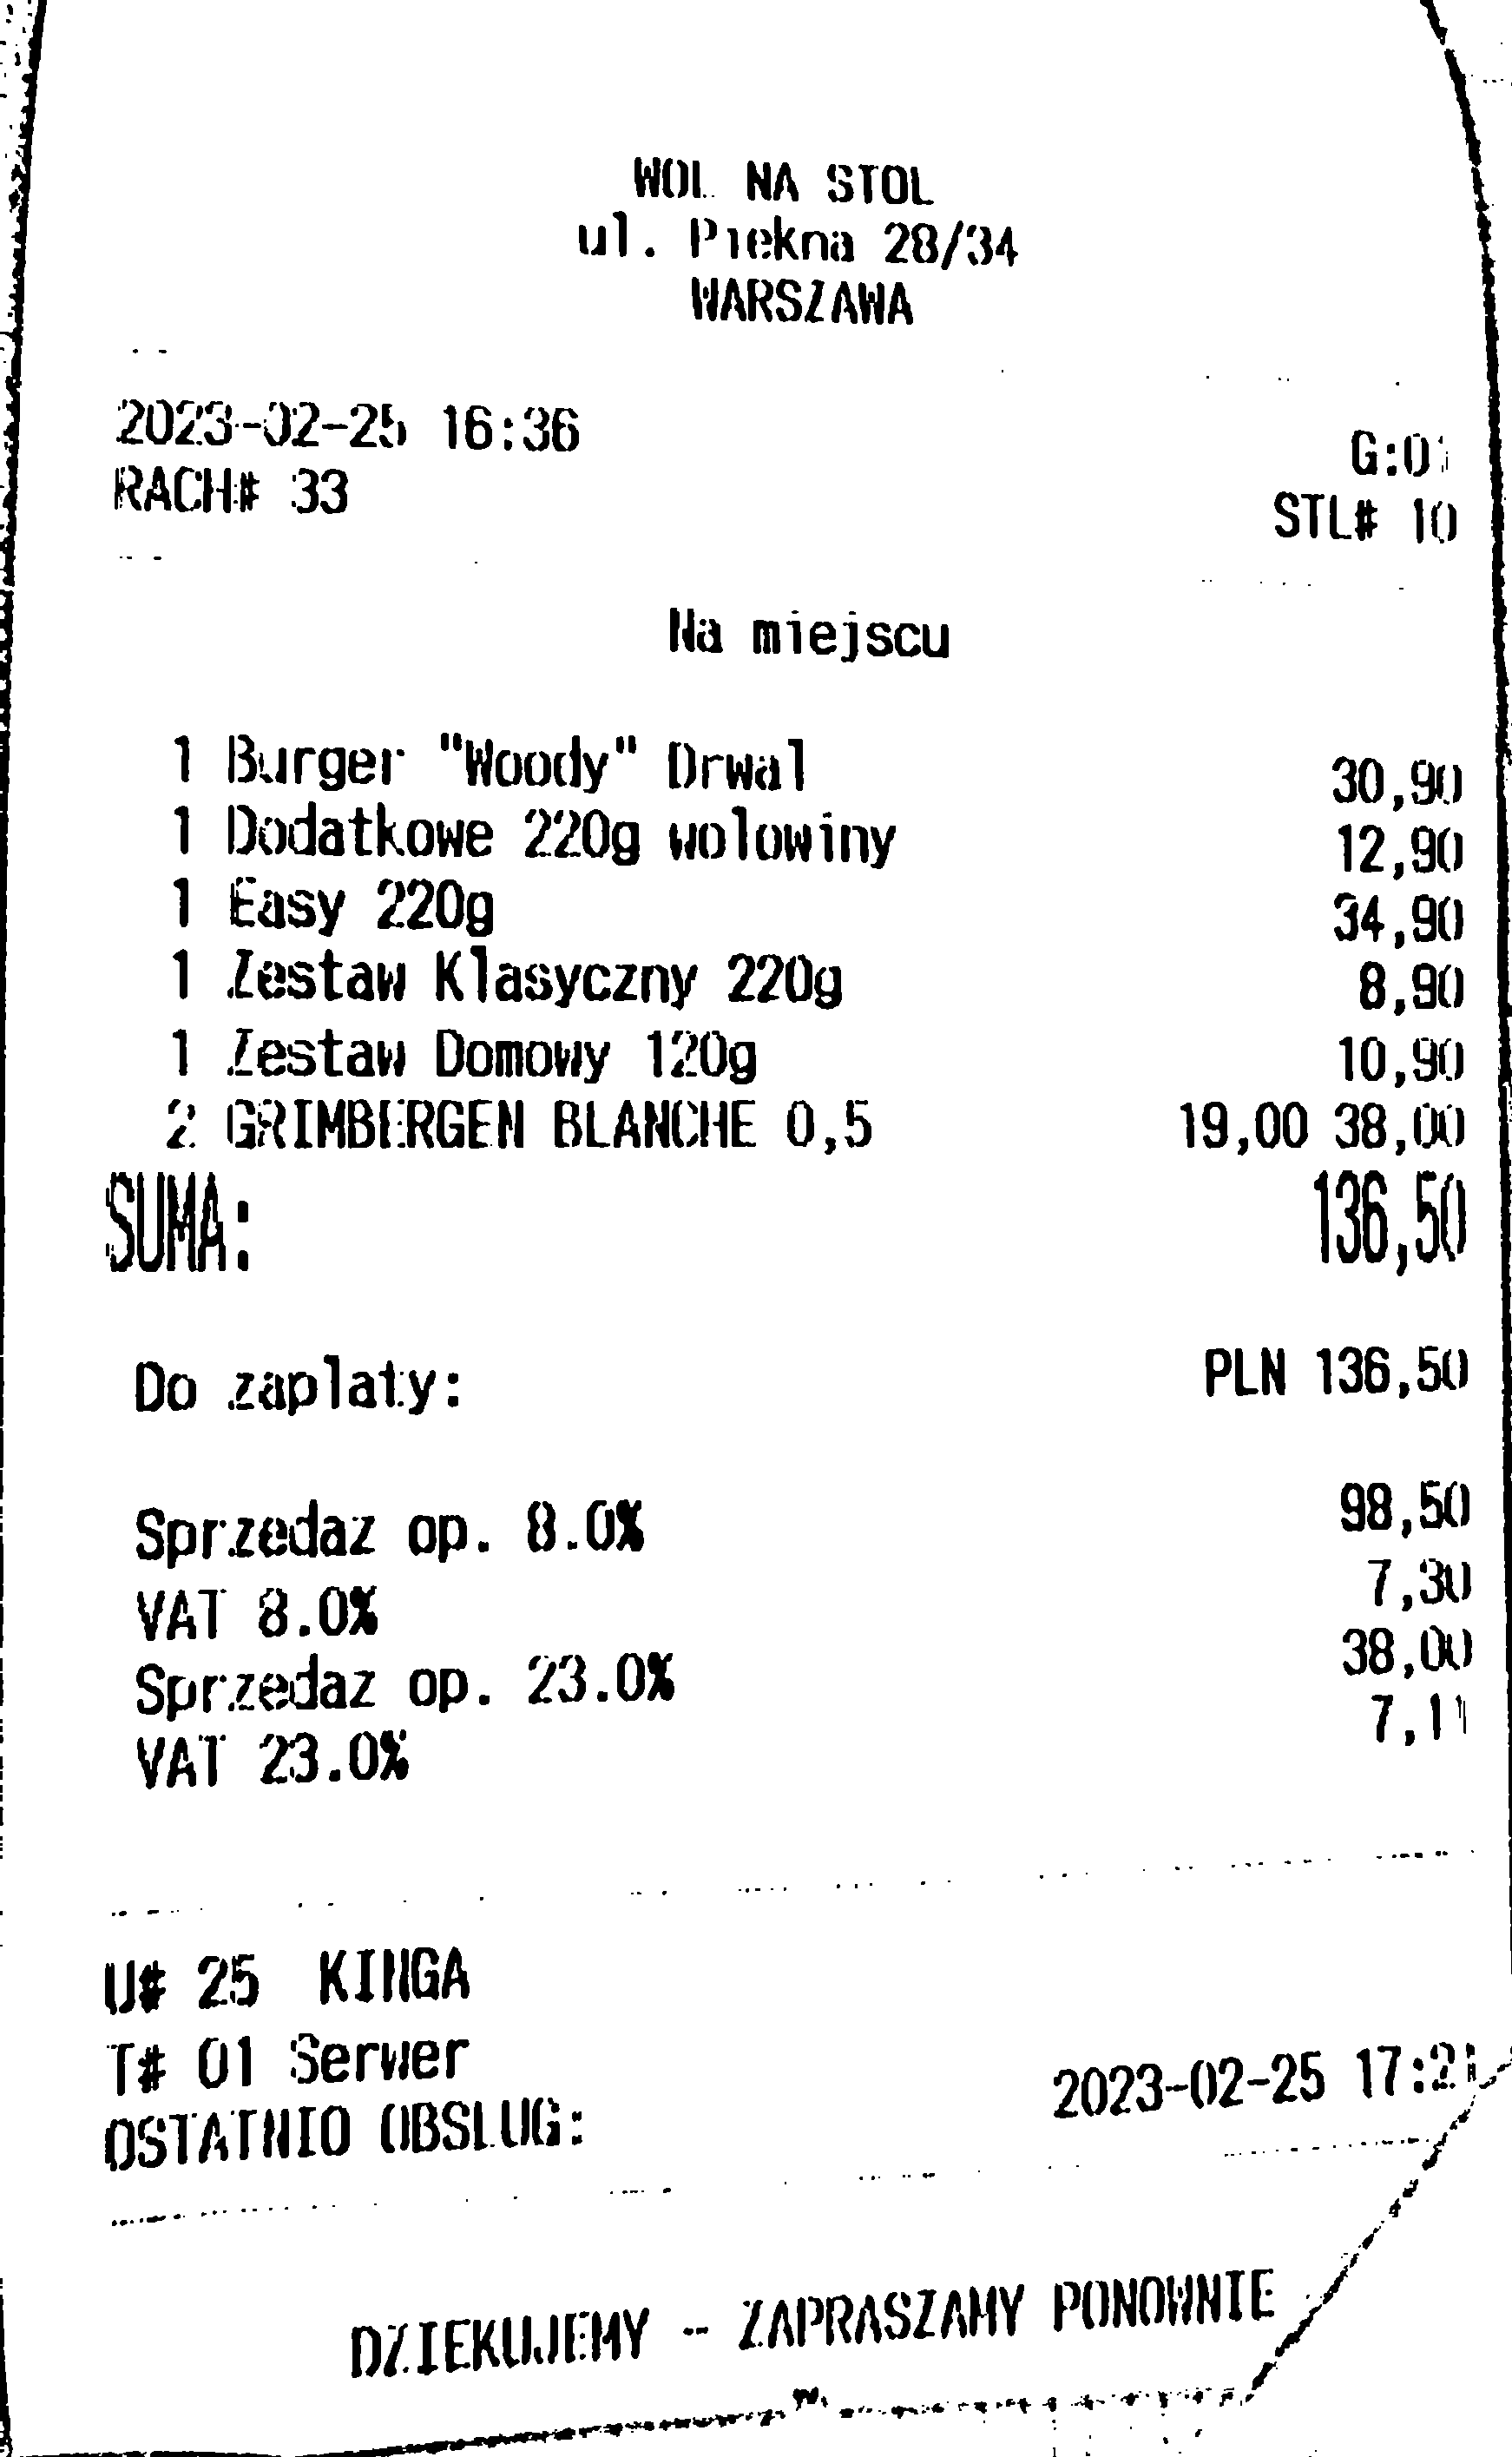 WOL NA STOL
ul. Piekna 28/34
WARSZAWA
2023-02-25 16:36
G:01
RACH# 33
STL# 10
Na miejscu
1 Burger "Woody" Drwal 30,90
1 Dodatkowe 220g wolowiny 12,90
1 Easy 220g 34,90
1 Zestaw Klasyczny 220g 8,90
1 Zestaw Domowy 120g 10,90
2 GRIMBERGEN BLANCHE 0,5 19,00 38,00
SUMA: 136,50
Do zaplaty: PLN 136,50
Sprzedaz op. 8.0% 98,50
VAT 8.0% 7,30
Sprzedaz op. 23.0% 38,00
VAT 23.0% 7,11
U# 25 KINGA
T# 01 Serwer
OSTATNIO OBSLUG: 2023-02-25 17:21
DZIEKUJEMY - ZAPRASZAMY PONOWNIE